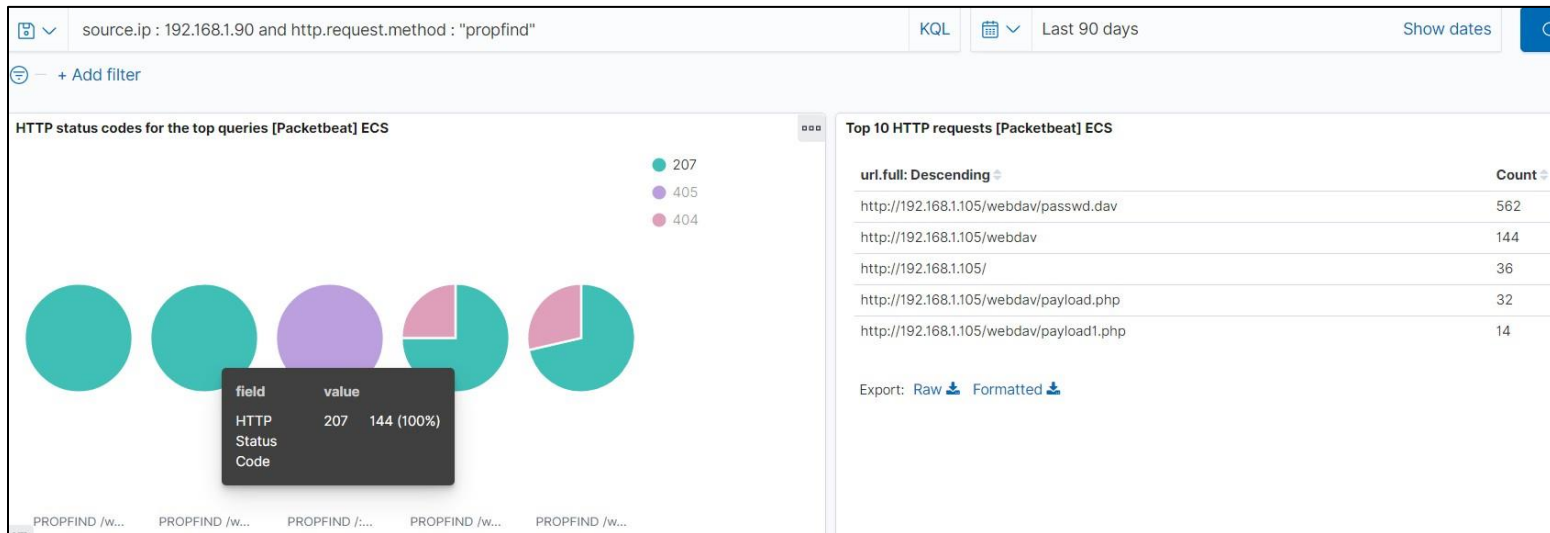 source.ip : 192.168.1.90 and http.request.method : "propfind"
KQL
Last 90 days
Show dates
+ Add filter
HTTP status codes for the top queries [Packetbeat] ECS
207
405
404
field value
HTTP Status Code 207 144 (100%)
PROPFIND /w...
PROPFIND /w...
PROPFIND /:...
PROPFIND /w...
PROPFIND /w...
Top 10 HTTP requests [Packetbeat] ECS
url.full: Descending Count
http://192.168.1.105/webdav/passwd.dav 562
http://192.168.1.105/webdav 144
http://192.168.1.105/ 36
http://192.168.1.105/webdav/payload.php 32
http://192.168.1.105/webdav/payload1.php 14
Export: Raw Formatted